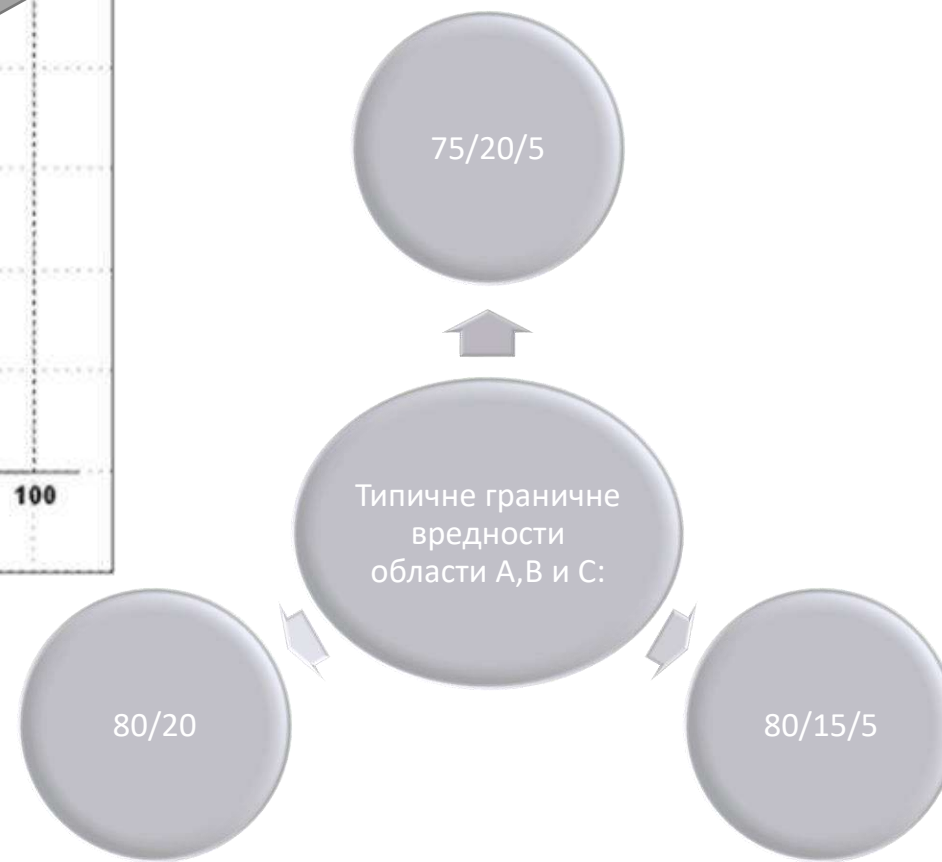 75/20/5
100
Типичне граничне
вредности
области А,В и С:
80/20
80/15/5